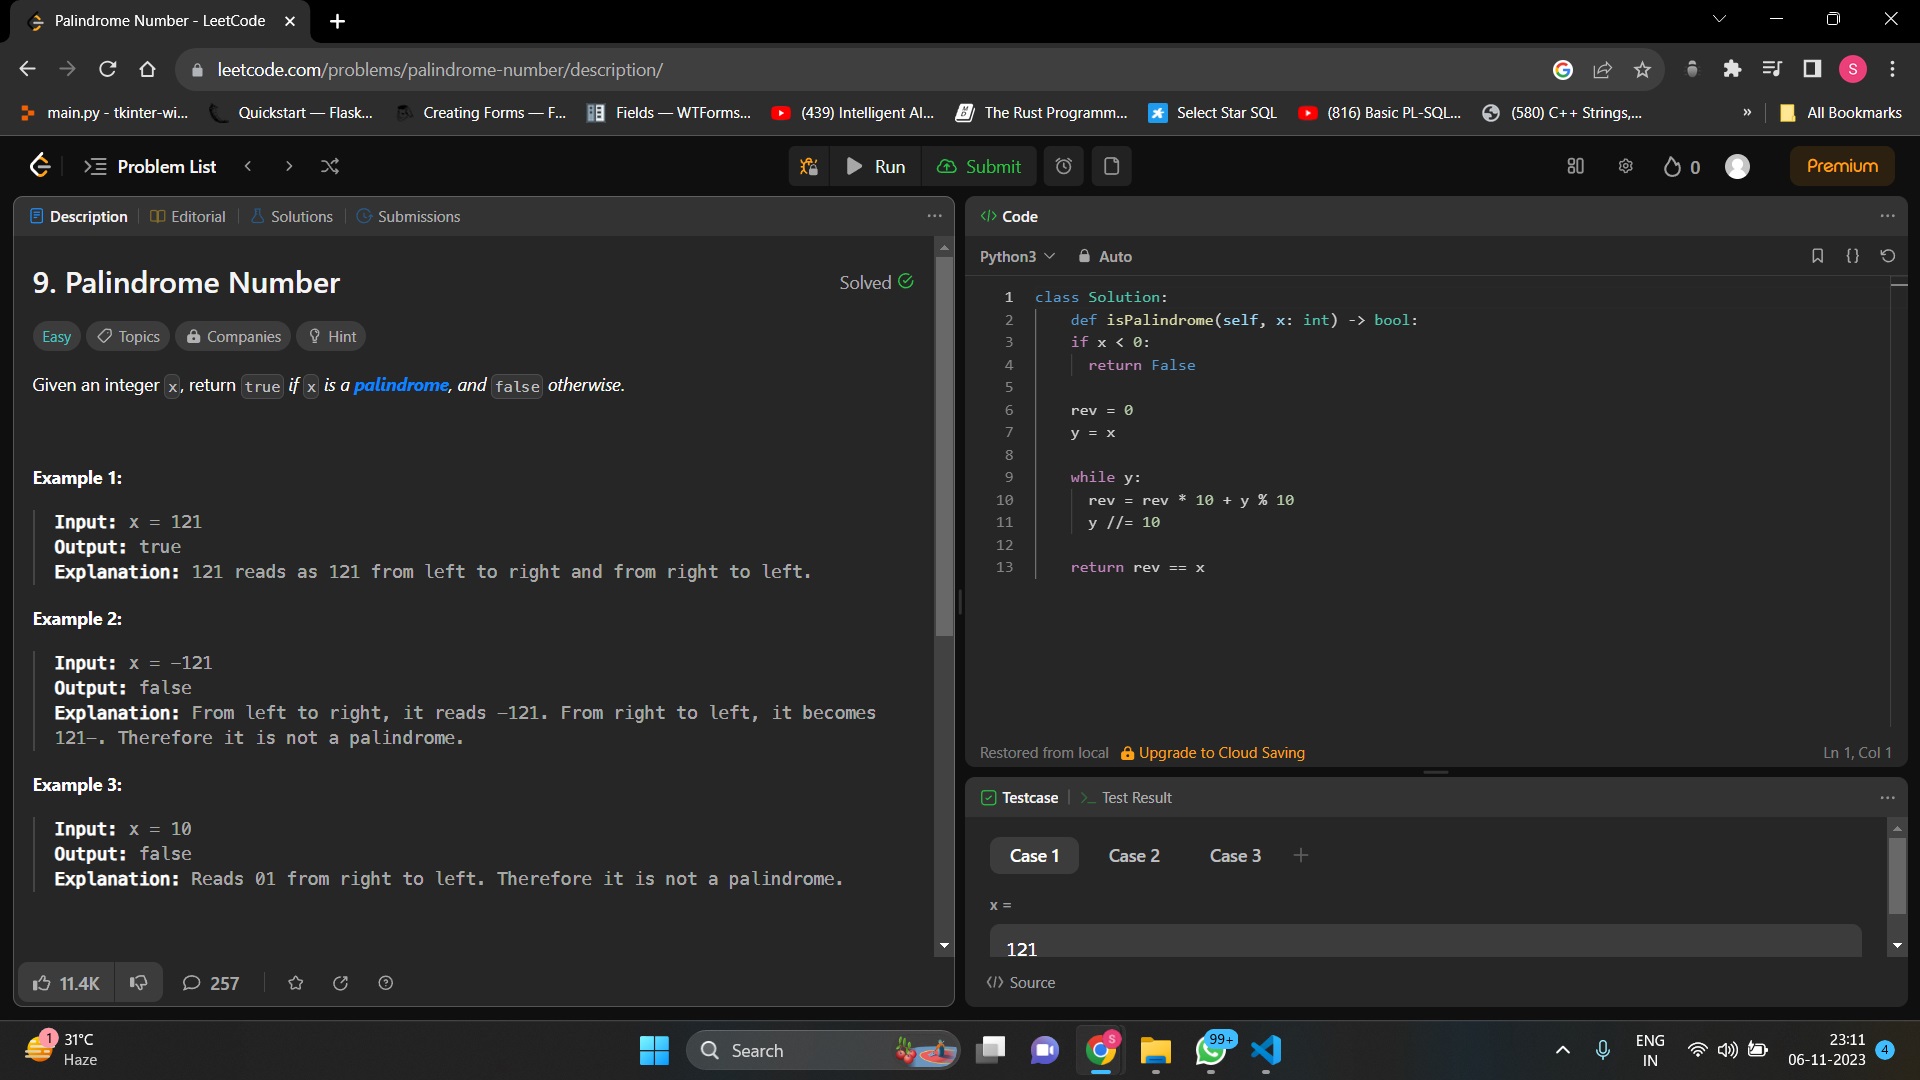 Palindrome Number - LeetCode
leetcode.com/problems/palindrome-number/description/
S
main.py - tkinter-wi...
Quickstart — Flask...
Creating Forms — F...
Fields — WTForms...
(439) Intelligent AI...
The Rust Programm...
Select Star SQL
(816) Basic PL-SQL...
(580) C++ Strings,...
»
All Bookmarks
Problem List
Run
Submit
0
Premium
Description
Editorial
Solutions
Submissions
9. Palindrome Number
Solved
Easy
Topics
Companies
Hint
Given an integer x, return true if x is a palindrome, and false otherwise.
Example 1:
Input: x = 121
Output: true
Explanation: 121 reads as 121 from left to right and from right to left.
Example 2:
Input: x = -121
Output: false
Explanation: From left to right, it reads -121. From right to left, it becomes
121-. Therefore it is not a palindrome.
Example 3:
Input: x = 10
Output: false
Explanation: Reads 01 from right to left. Therefore it is not a palindrome.
11.4K
257
</> Code
Python3
Auto
{}
1 class Solution:
2     def isPalindrome(self, x: int) -> bool:
3     if x < 0:
4       return False
5
6     rev = 0
7     y = x
8
9     while y:
10       rev = rev * 10 + y % 10
11       y //= 10
12
13     return rev == x
Restored from local
Upgrade to Cloud Saving
Ln 1, Col 1
Testcase
>_ Test Result
Case 1
Case 2
Case 3
+
x =
121
</> Source
1
31°C
Haze
Search
S
99+
ENG
IN
23:11
06-11-2023
4